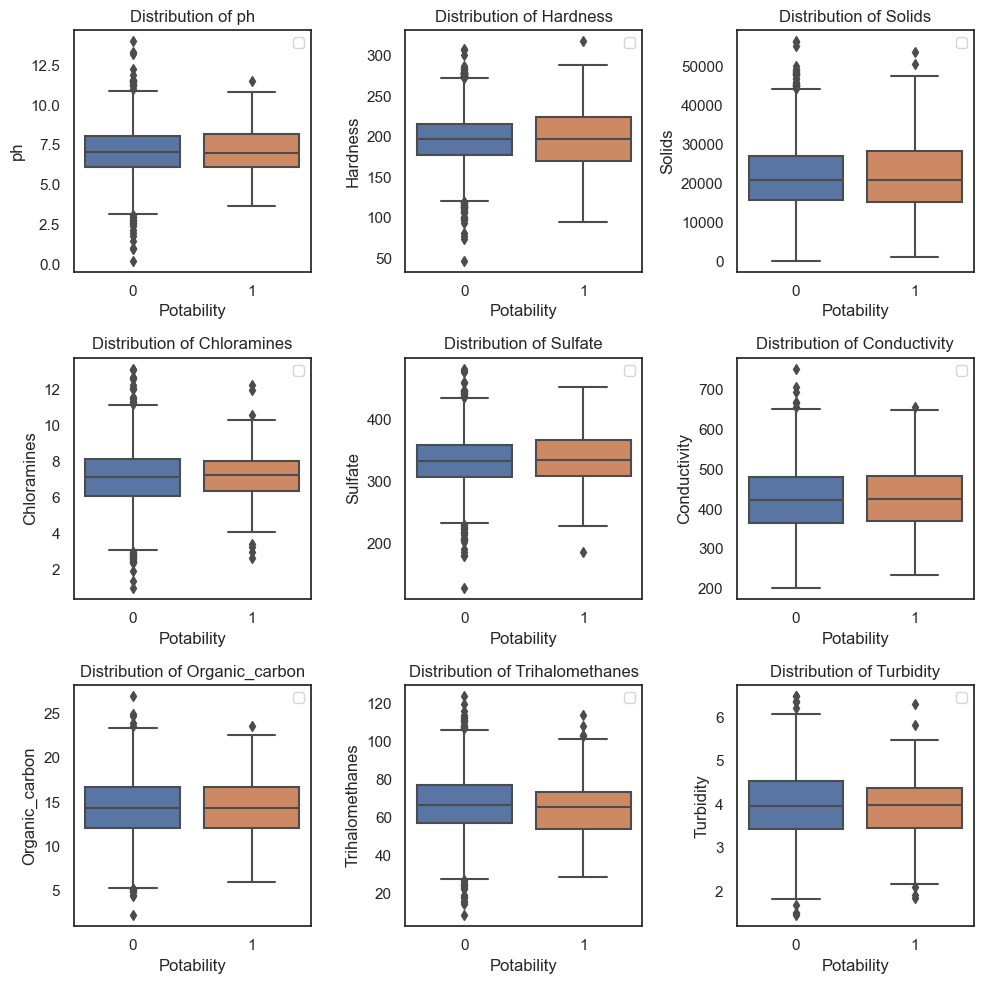 Distribution of ph
12.5
10.0
7.5
5.0
2.5
0.0
ph
0 1
Potability
Distribution of Hardness
300
250
200
150
100
50
Hardness
0 1
Potability
Distribution of Solids
50000
40000
30000
20000
10000
0
Solids
0 1
Potability
Distribution of Chloramines
12
10
8
6
4
2
Chloramines
0 1
Potability
Distribution of Sulfate
400
300
200
Sulfate
0 1
Potability
Distribution of Conductivity
700
600
500
400
300
200
Conductivity
0 1
Potability
Distribution of Organic_carbon
25
20
15
10
5
Organic_carbon
0 1
Potability
Distribution of Trihalomethanes
120
100
80
60
40
20
Trihalomethanes
0 1
Potability
Distribution of Turbidity
6
5
4
3
2
Turbidity
0 1
Potability